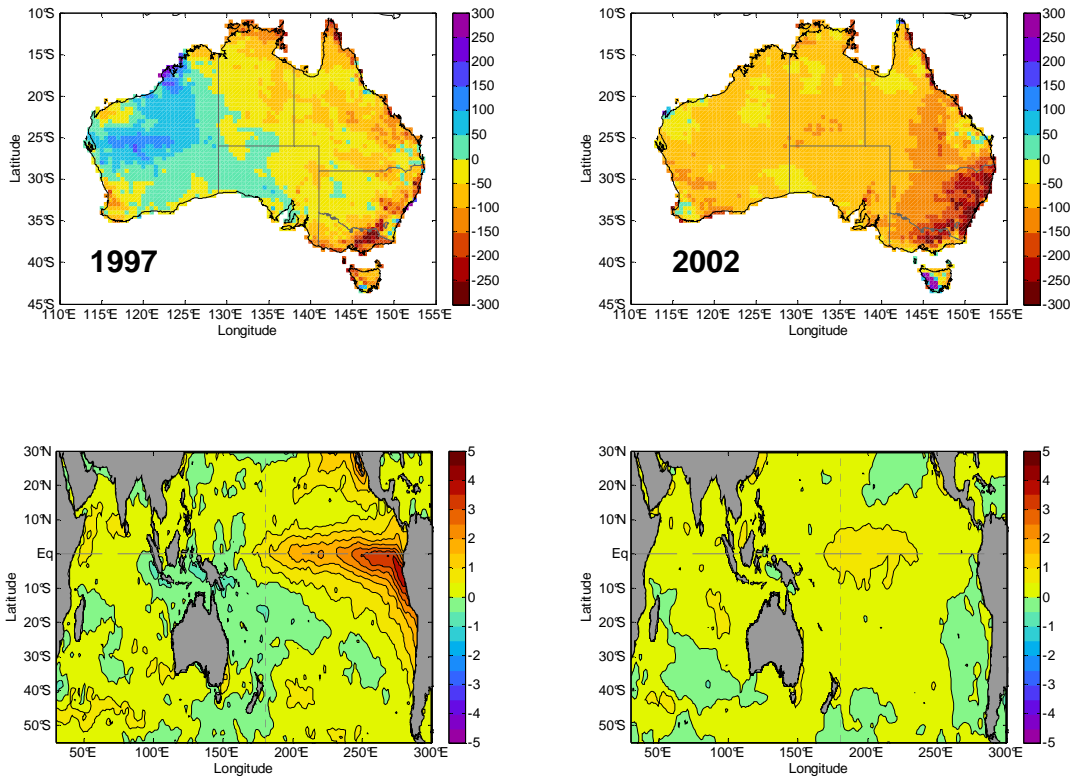 10°S
15°S
20°S
25°S
30°S
35°S
40°S
45°S
Latitude
110°E 115°E 120°E 125°E 130°E 135°E 140°E 145°E 150°E 155°E
Longitude
1997
300
250
200
150
100
50
0
-50
-100
-150
-200
-250
-300
10°S
15°S
20°S
25°S
30°S
35°S
40°S
45°S
Latitude
110°E 115°E 120°E 125°E 130°E 135°E 140°E 145°E 150°E 155°E
Longitude
2002
300
250
200
150
100
50
0
-50
-100
-150
-200
-250
-300
30°N
20°N
10°N
Eq
10°S
20°S
30°S
40°S
50°S
Latitude
50°E 100°E 150°E 200°E 250°E 300°E
Longitude
5
4
3
2
1
0
-1
-2
-3
-4
-5
30°N
20°N
10°N
Eq
10°S
20°S
30°S
40°S
50°S
Latitude
50°E 100°E 150°E 200°E 250°E 300°E
Longitude
5
4
3
2
1
0
-1
-2
-3
-4
-5